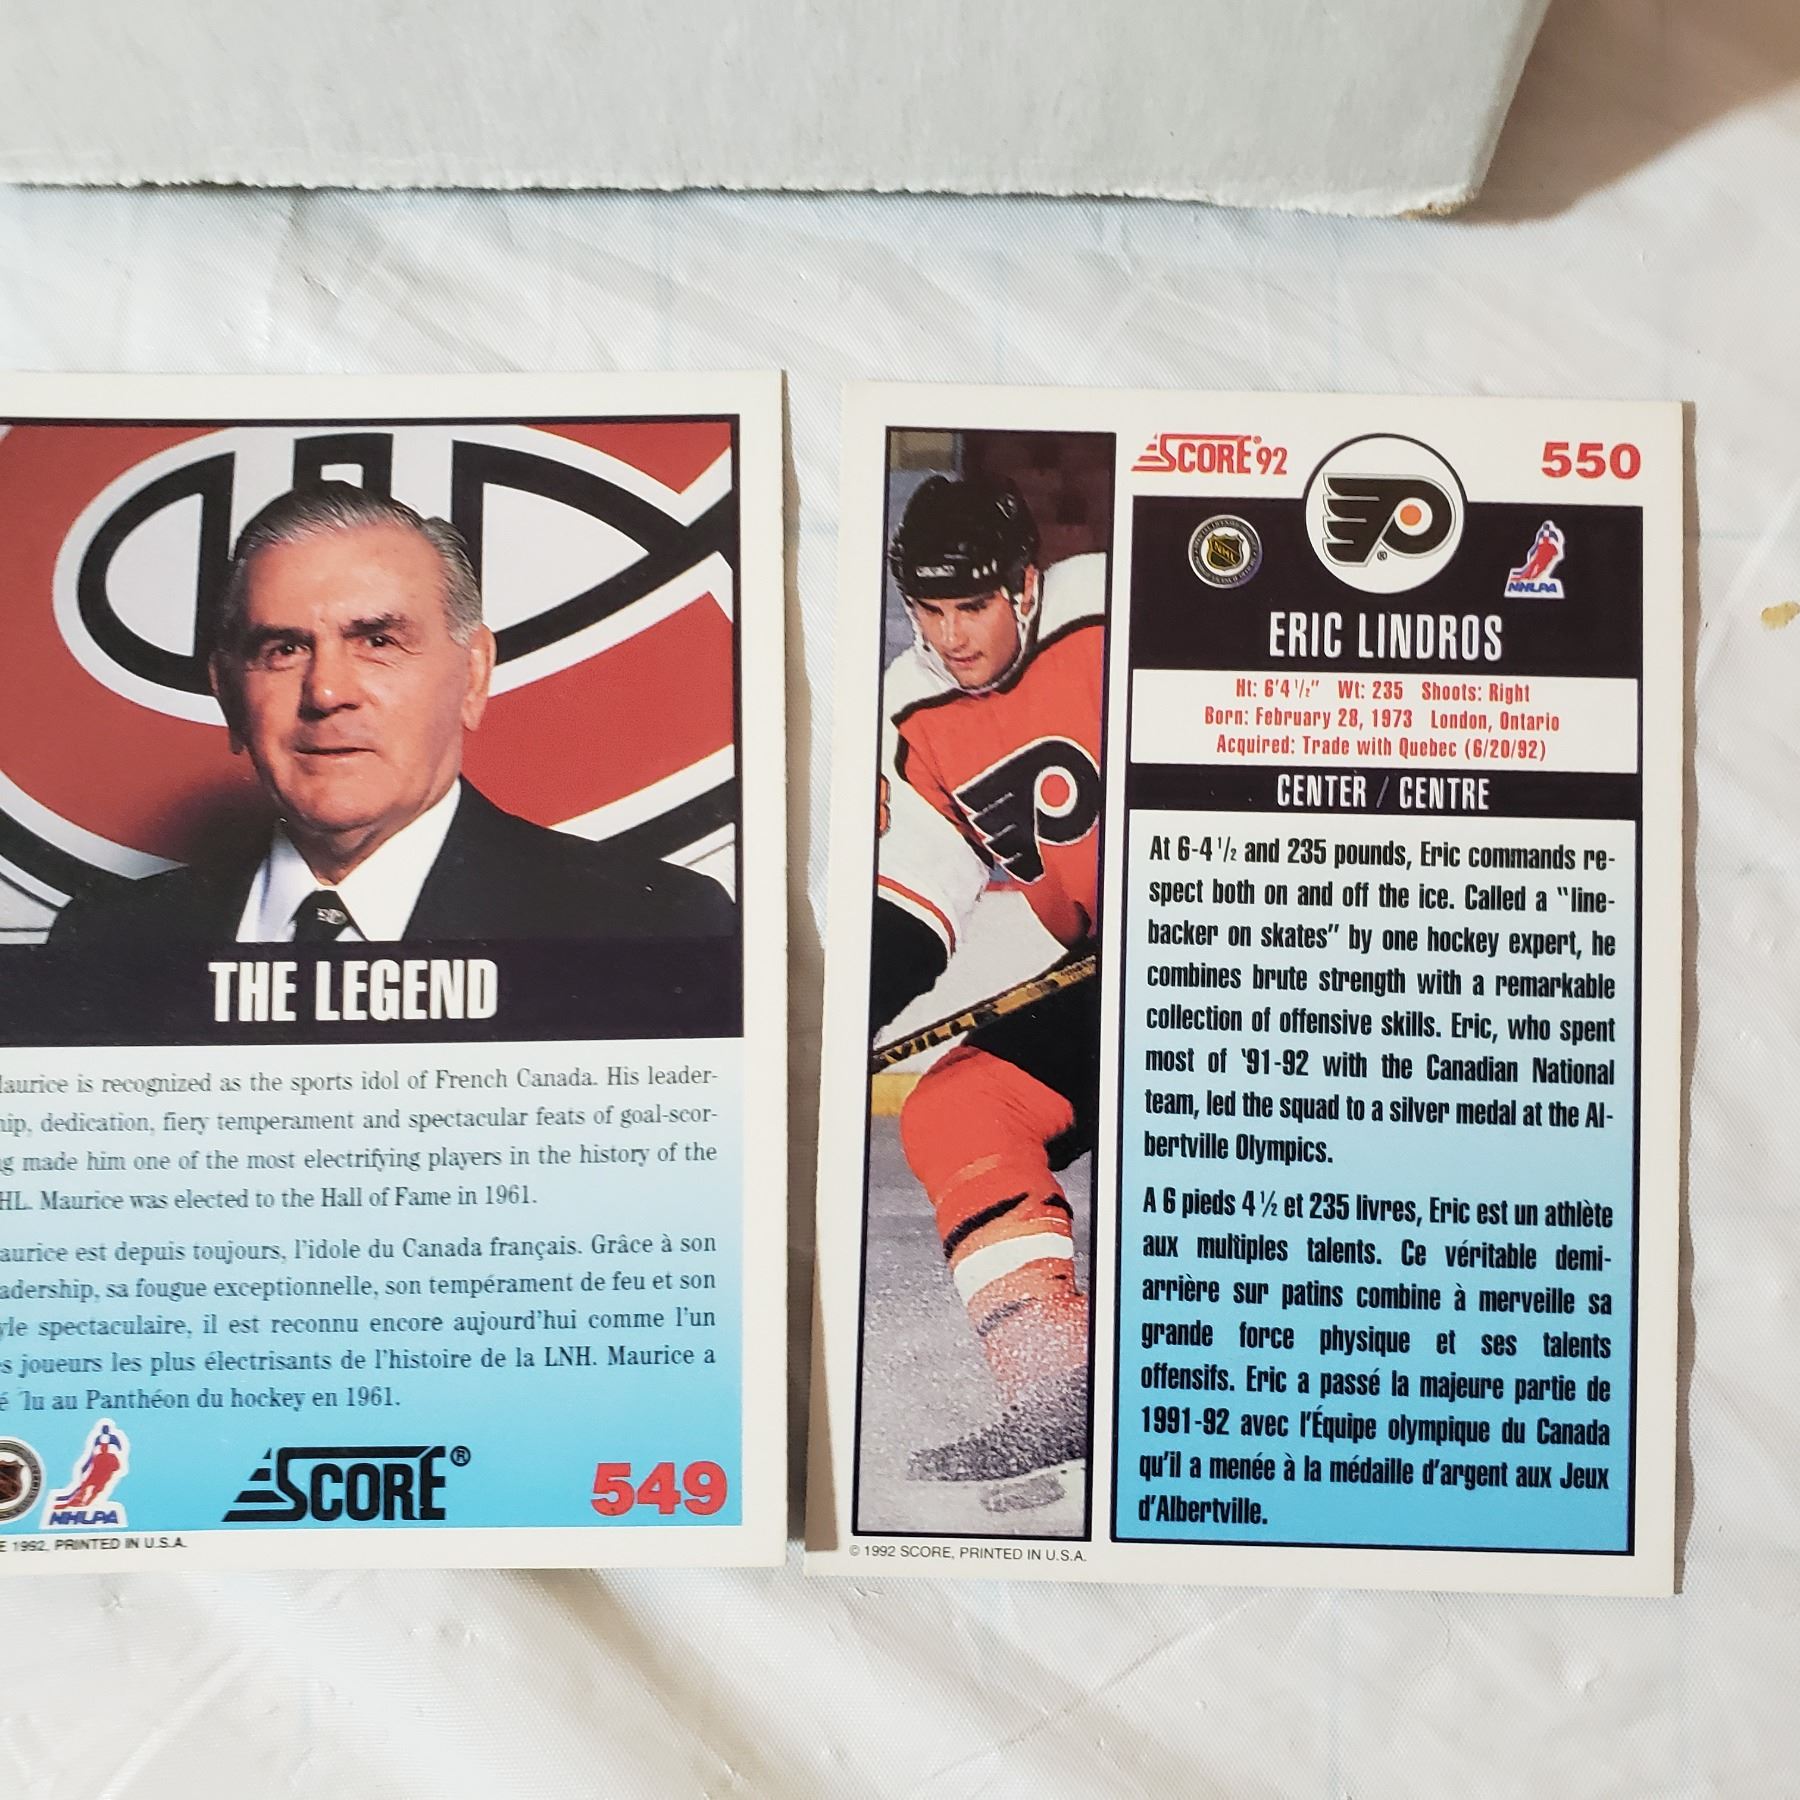 THE LEGEND
Maurice is recognized as the sports idol of French Canada. His leader-
dedication, fiery temperament and spectacular feats of goal-scor-
made him one of the most electrifying players in the history of the
Maurice was elected to the Hall of Fame in 1961.
est depuis toujours, l'idole du Canada français. Grâce à son
sa fougue exceptionnelle, son tempérament de feu et son
spectaculaire, il est reconnu encore aujourd'hui comme l'un
joueurs les plus électrisants de l'histoire de la LNH. Maurice a
au Panthéon du hockey en 1961.
NHLPA
SCORE®
549
1992, PRINTED IN U.S.A.
SCORE® 92
550
NHL
NHLPA
ERIC LINDROS
Ht: 6'4 1/2" Wt: 235 Shoots: Right
Born: February 28, 1973 London, Ontario
Acquired: Trade with Quebec (6/20/92)
CENTER / CENTRE
At 6-4 1/2 and 235 pounds, Eric commands re-
spect both on and off the ice. Called a "line-
backer on skates" by one hockey expert, he
combines brute strength with a remarkable
collection of offensive skills. Eric, who spent
most of '91-92 with the Canadian National
team, led the squad to a silver medal at the Al-
bertville Olympics.
A 6 pieds 4 1/2 et 235 livres, Eric est un athlète
aux multiples talents. Ce véritable demi-
arrière sur patins combine à merveille sa
grande force physique et ses talents
offensifs. Eric a passé la majeure partie de
1991-92 avec l'Équipe olympique du Canada
qu'il a menée à la médaille d'argent aux Jeux
d'Albertville.
© 1992 SCORE, PRINTED IN U.S.A.